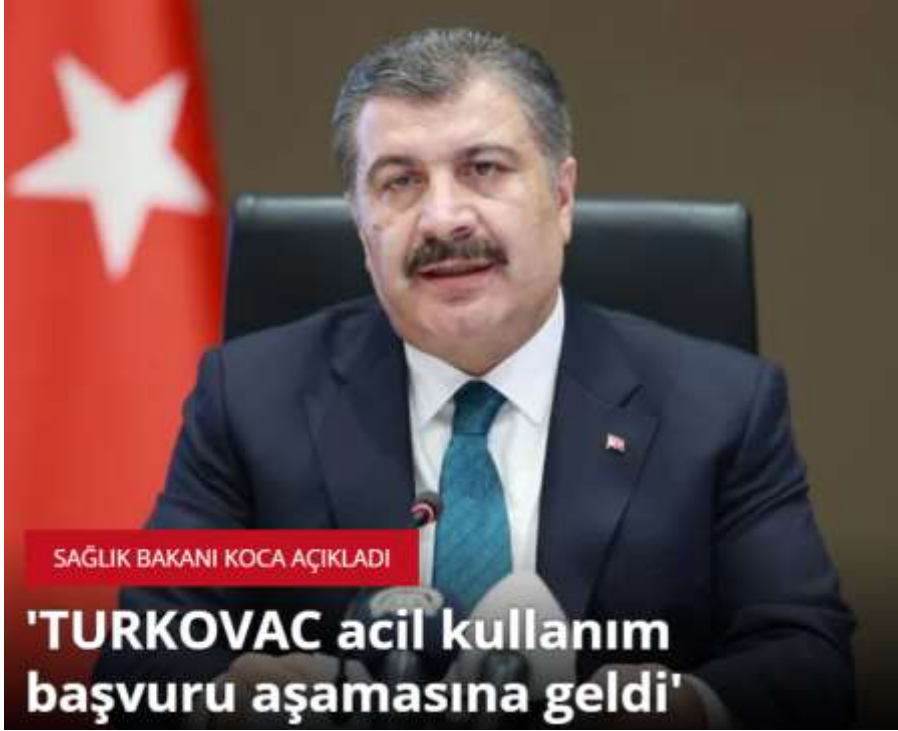 SAĞLIK BAKANI KOCA AÇIKLADI
'TURKOVAC acil kullanım
başvuru aşamasına geldi'